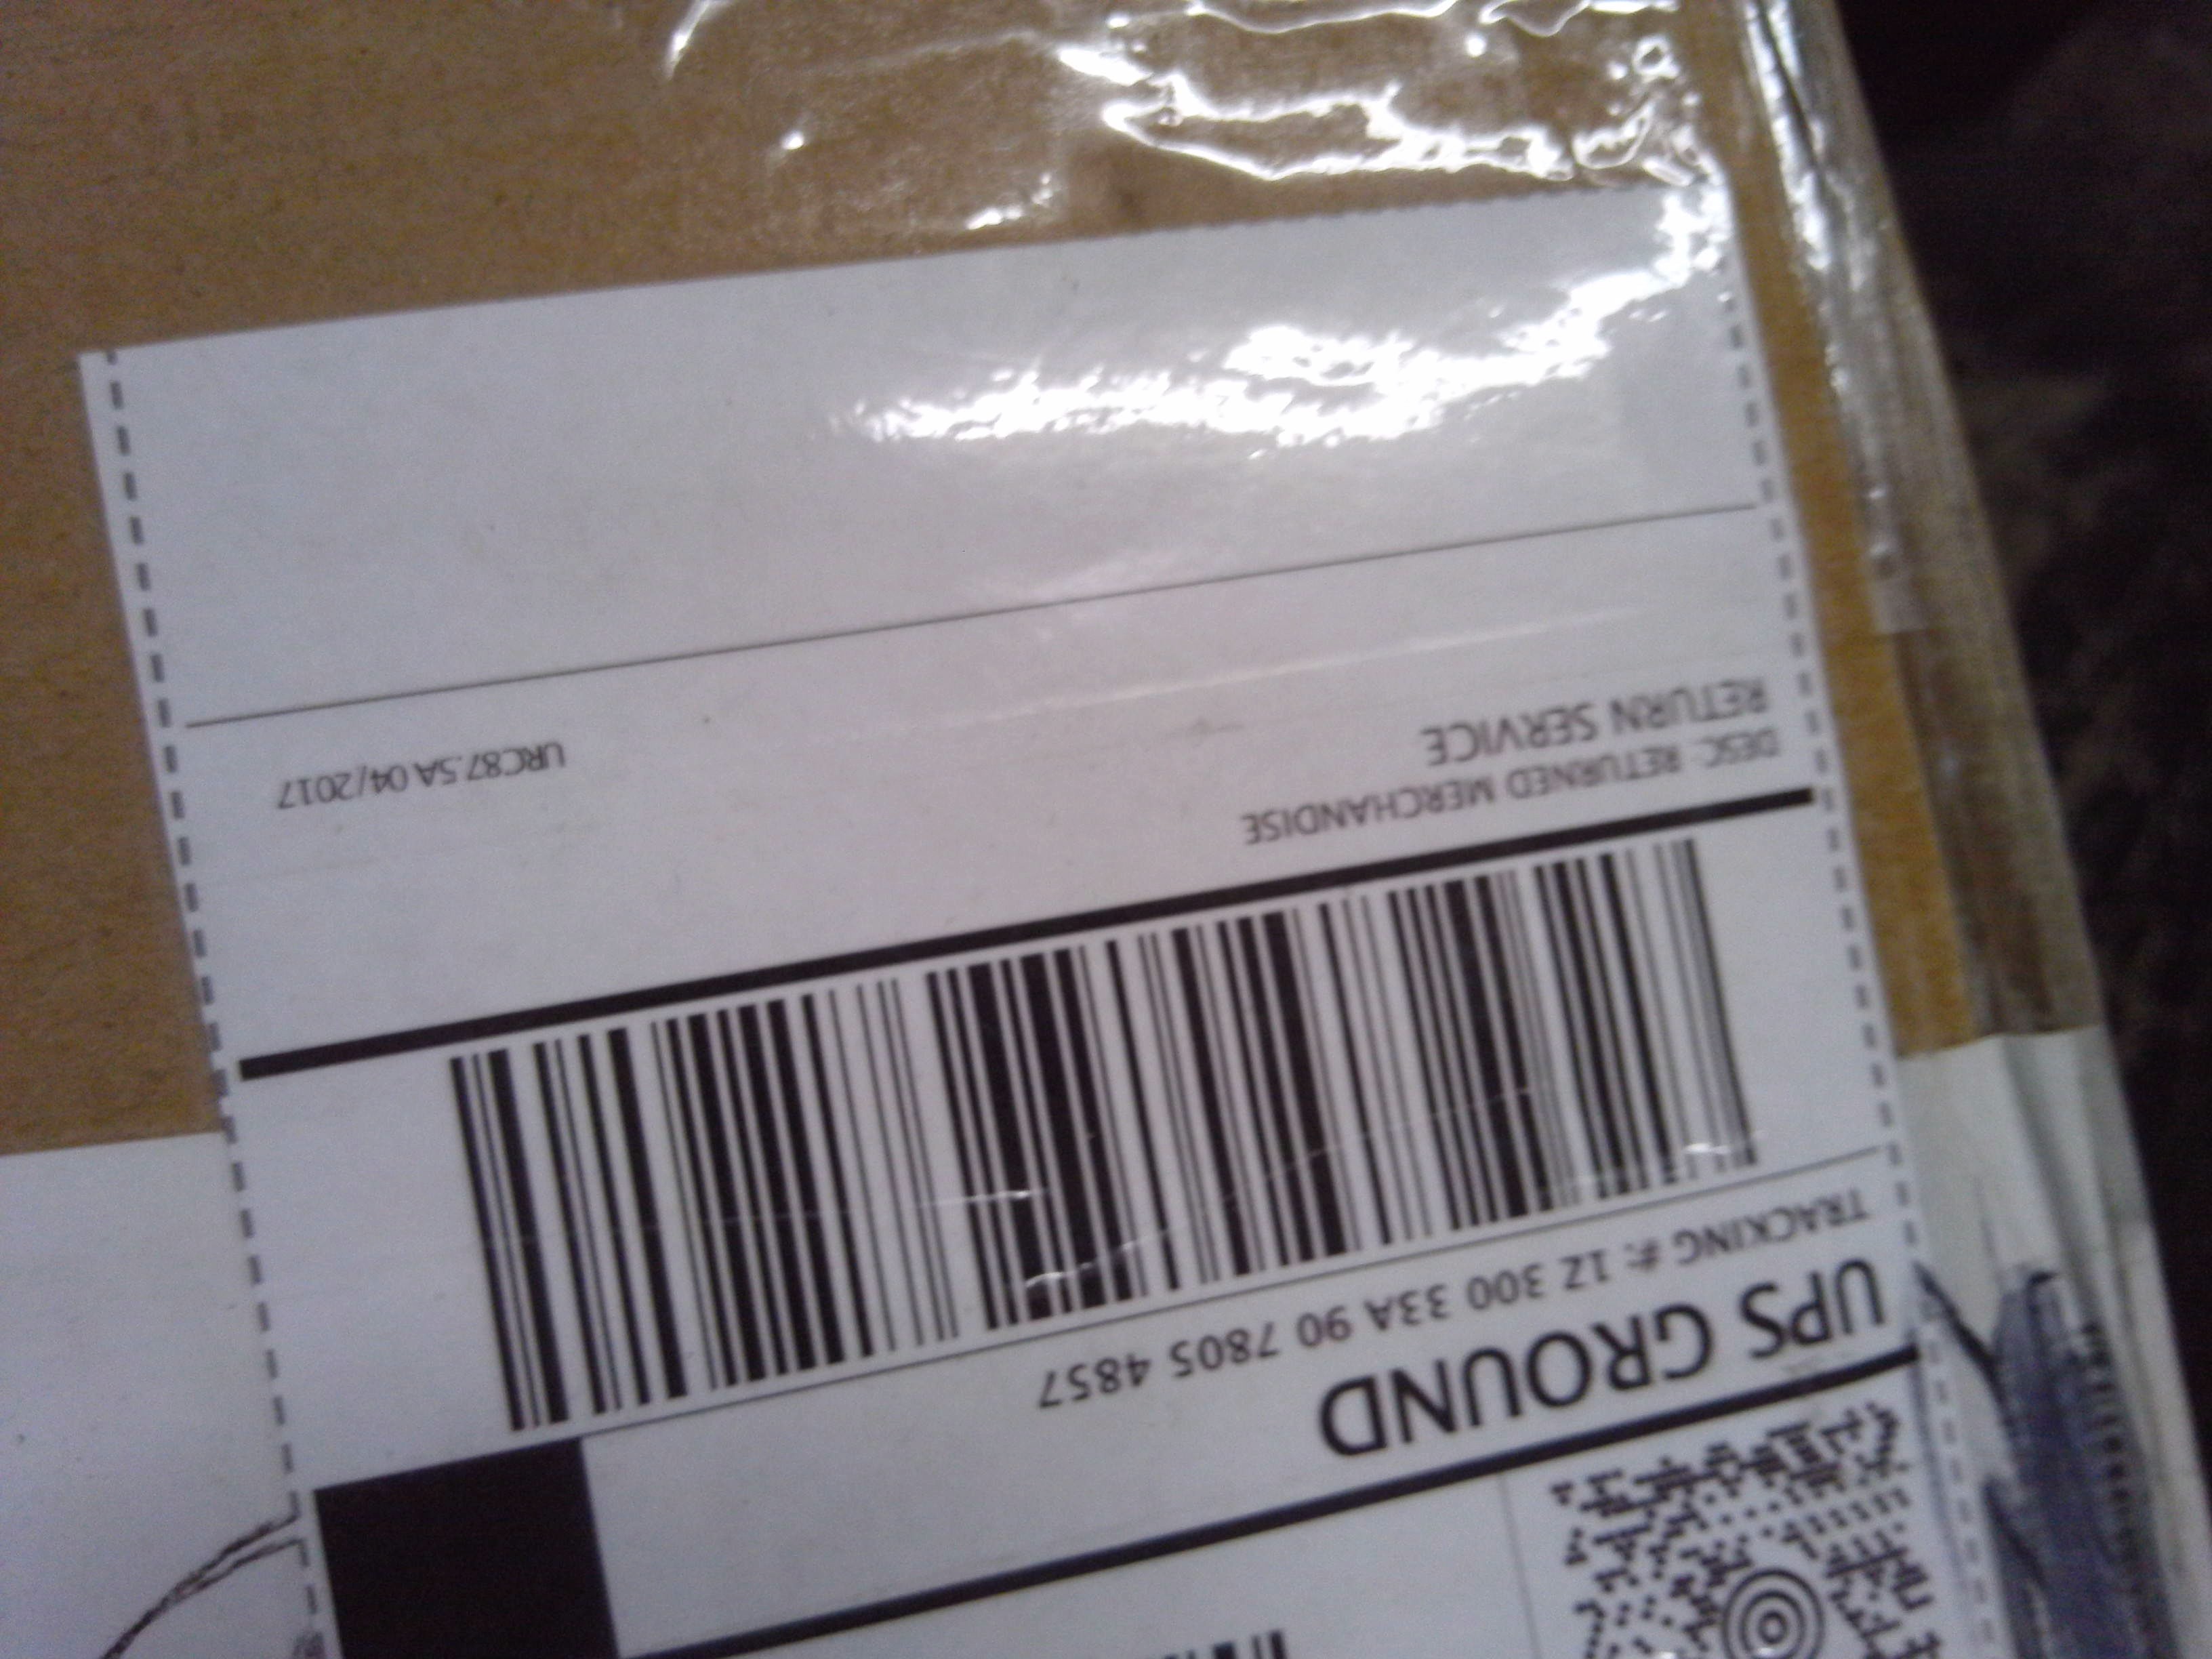 UPS GROUND
TRACKING #: 1Z 300 33A 90 7805 4857
DESC: RETURNED MERCHANDISE
RETURN SERVICE
URC87.5A 04/2017